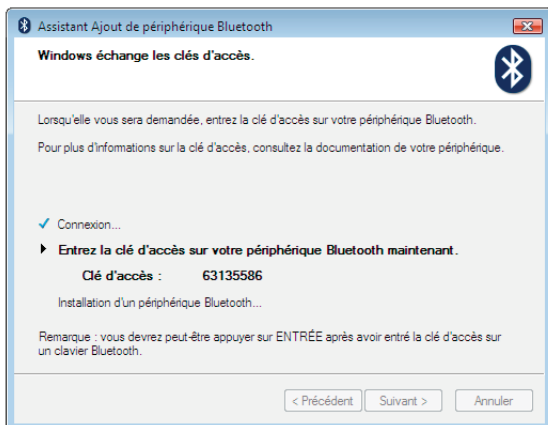 Assistant Ajout de périphérique Bluetooth
Windows échange les clés d'accès.
Lorsqu'elle vous sera demandée, entrez la clé d'accès sur votre périphérique Bluetooth.
Pour plus d'informations sur la clé d'accès, consultez la documentation de votre périphérique.
Connexion...
Entrez la clé d'accès sur votre périphérique Bluetooth maintenant.
Clé d'accès : 63135586
Installation d'un périphérique Bluetooth...
Remarque : vous devrez peut-être appuyer sur ENTRÉE après avoir entré la clé d'accès sur
un clavier Bluetooth.
< Précédent Suivant > Annuler